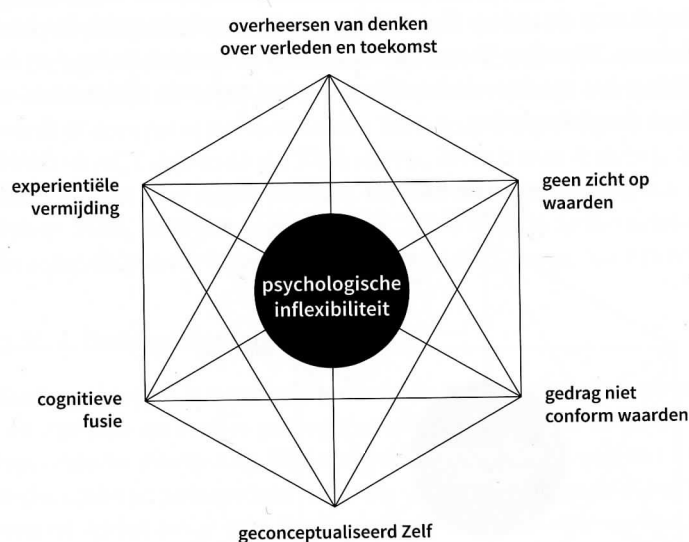 overheersen van denken
over verleden en toekomst
experientiële
vermijding
geen zicht op
waarden
psychologische
inflexibiliteit
cognitieve
fusie
gedrag niet
conform waarden
geconceptualiseerd Zelf